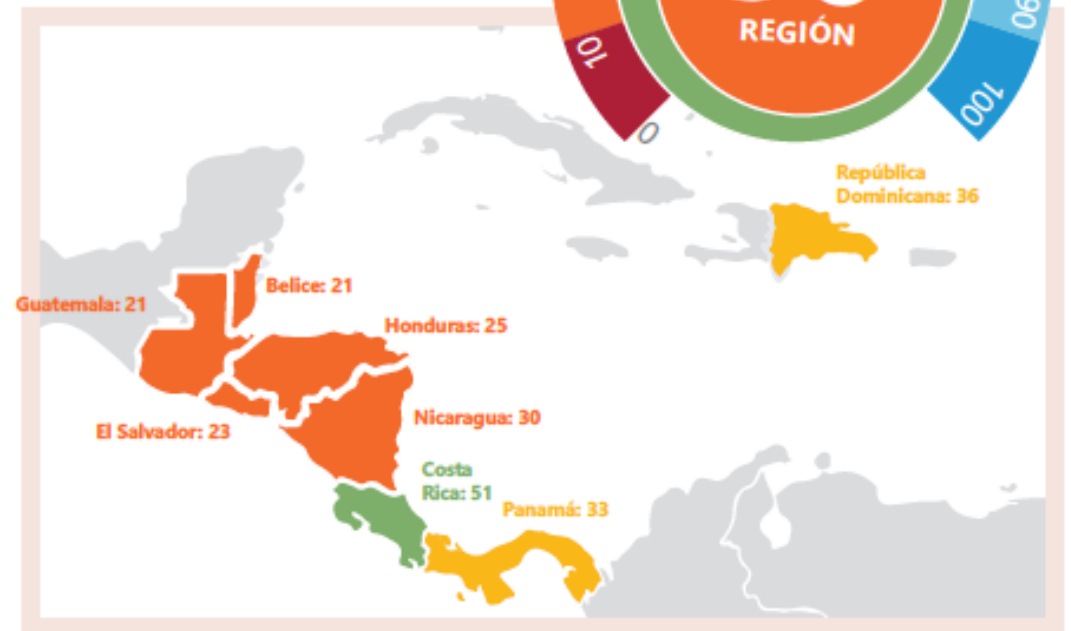 REGIÓN
10
0
90
100
República
Dominicana: 36
Belice: 21
Guatemala: 21
Honduras: 25
Nicaragua: 30
El Salvador: 23
Costa
Rica: 51
Panamá: 33